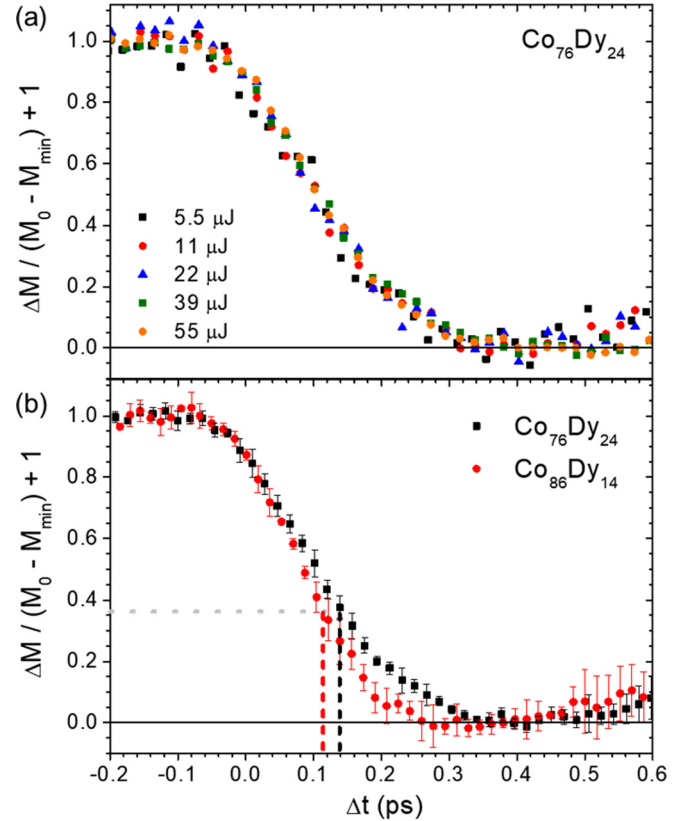 (a)
Co76Dy24
ΔM / (M0 - Mmin) + 1
1.0
0.8
0.6
0.4
0.2
0.0
5.5 μJ
11 μJ
22 μJ
39 μJ
55 μJ
(b)
Co76Dy24
Co86Dy14
ΔM / (M0 - Mmin) + 1
1.0
0.8
0.6
0.4
0.2
0.0
-0.2 -0.1 0.0 0.1 0.2 0.3 0.4 0.5 0.6
Δt (ps)